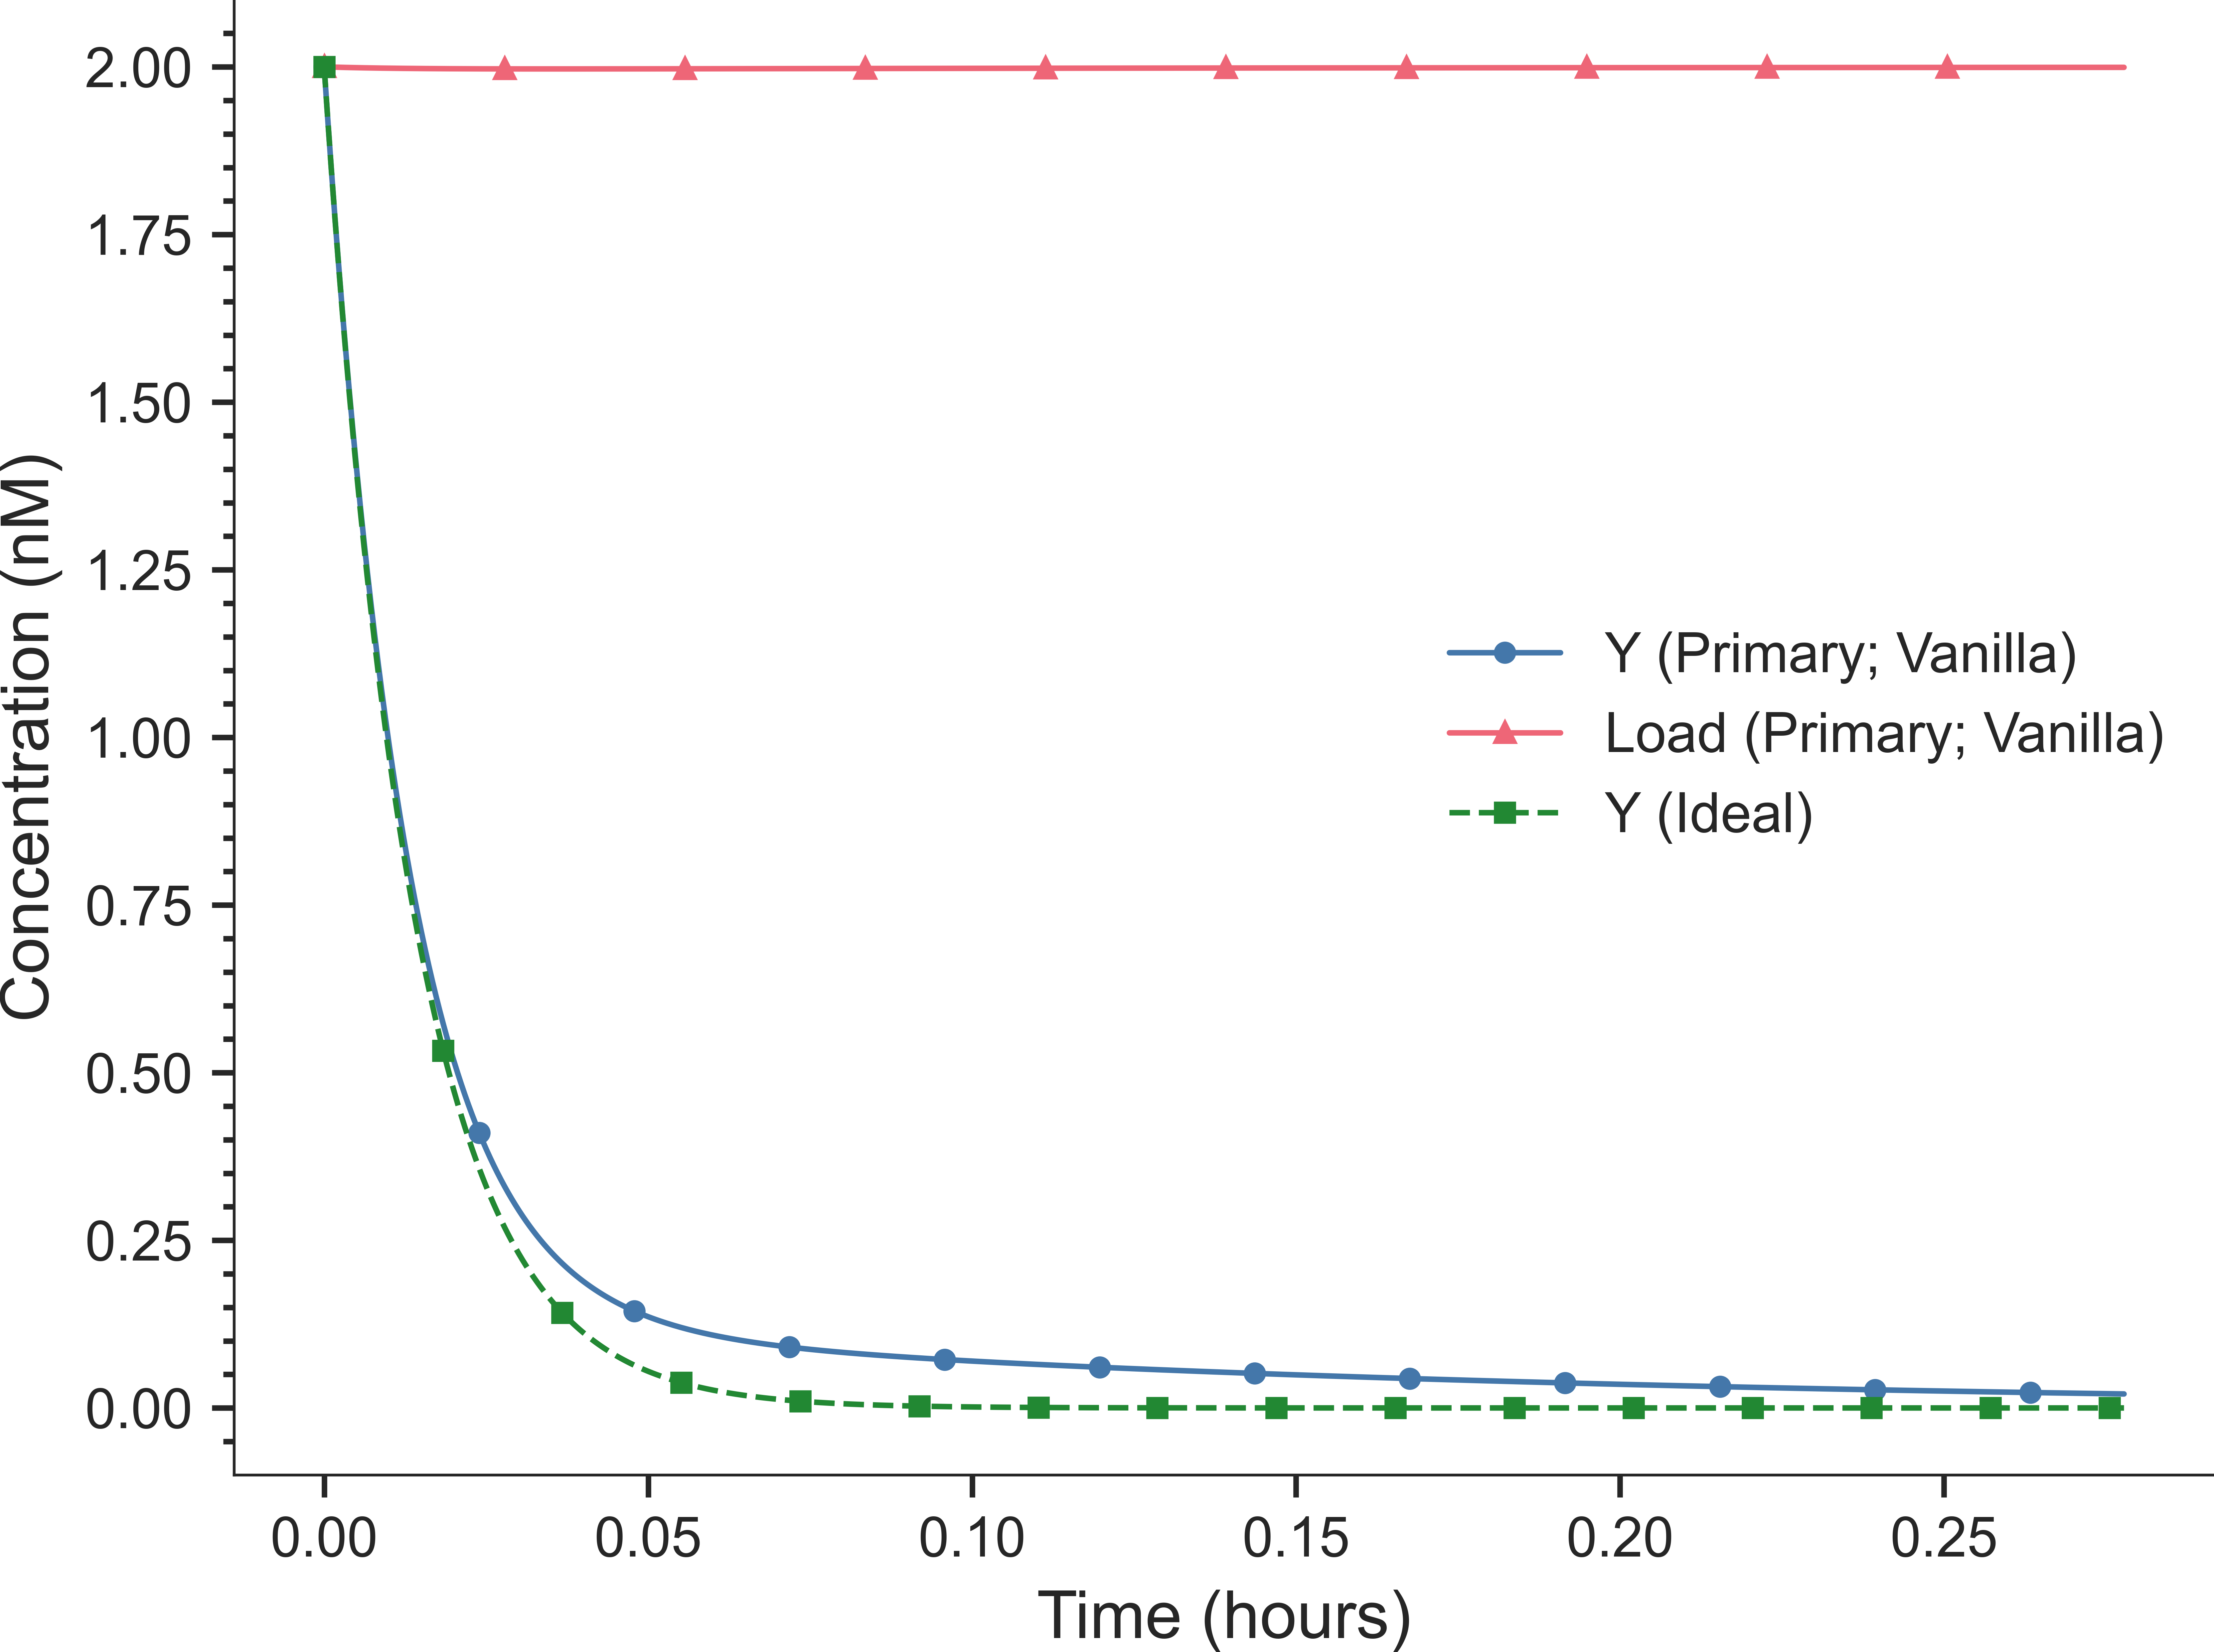 2.00
1.75
1.50
1.25
1.00
0.75
0.50
0.25
0.00
Concentration (nM)
Y (Primary; Vanilla)
Load (Primary; Vanilla)
Y (Ideal)
0.00 0.05 0.10 0.15 0.20 0.25
Time (hours)